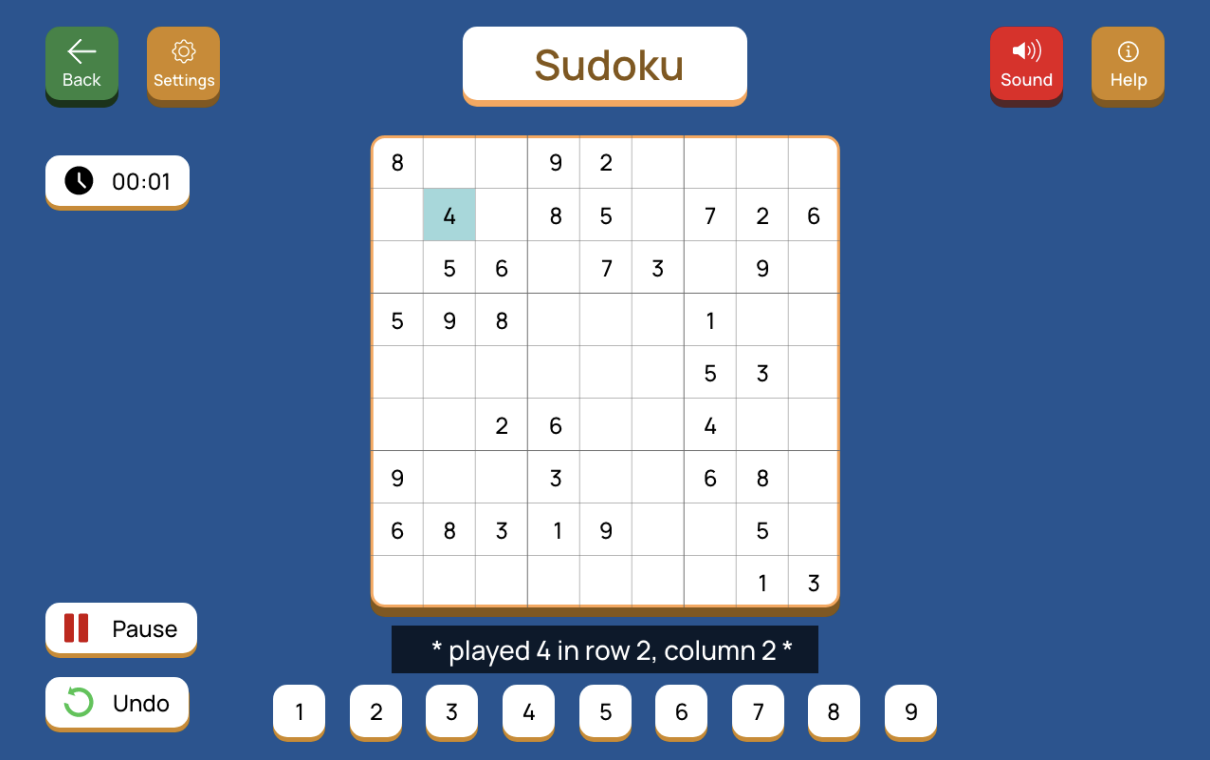 Back
Settings
Sudoku
Sound
Help
00:01
8 9 2
4 8 5 7 2 6
5 6 7 3 9
5 9 8 1
5 3
2 6 4
9 3 6 8
6 8 3 1 9 5
1 3
Pause
* played 4 in row 2, column 2 *
Undo
1 2 3 4 5 6 7 8 9